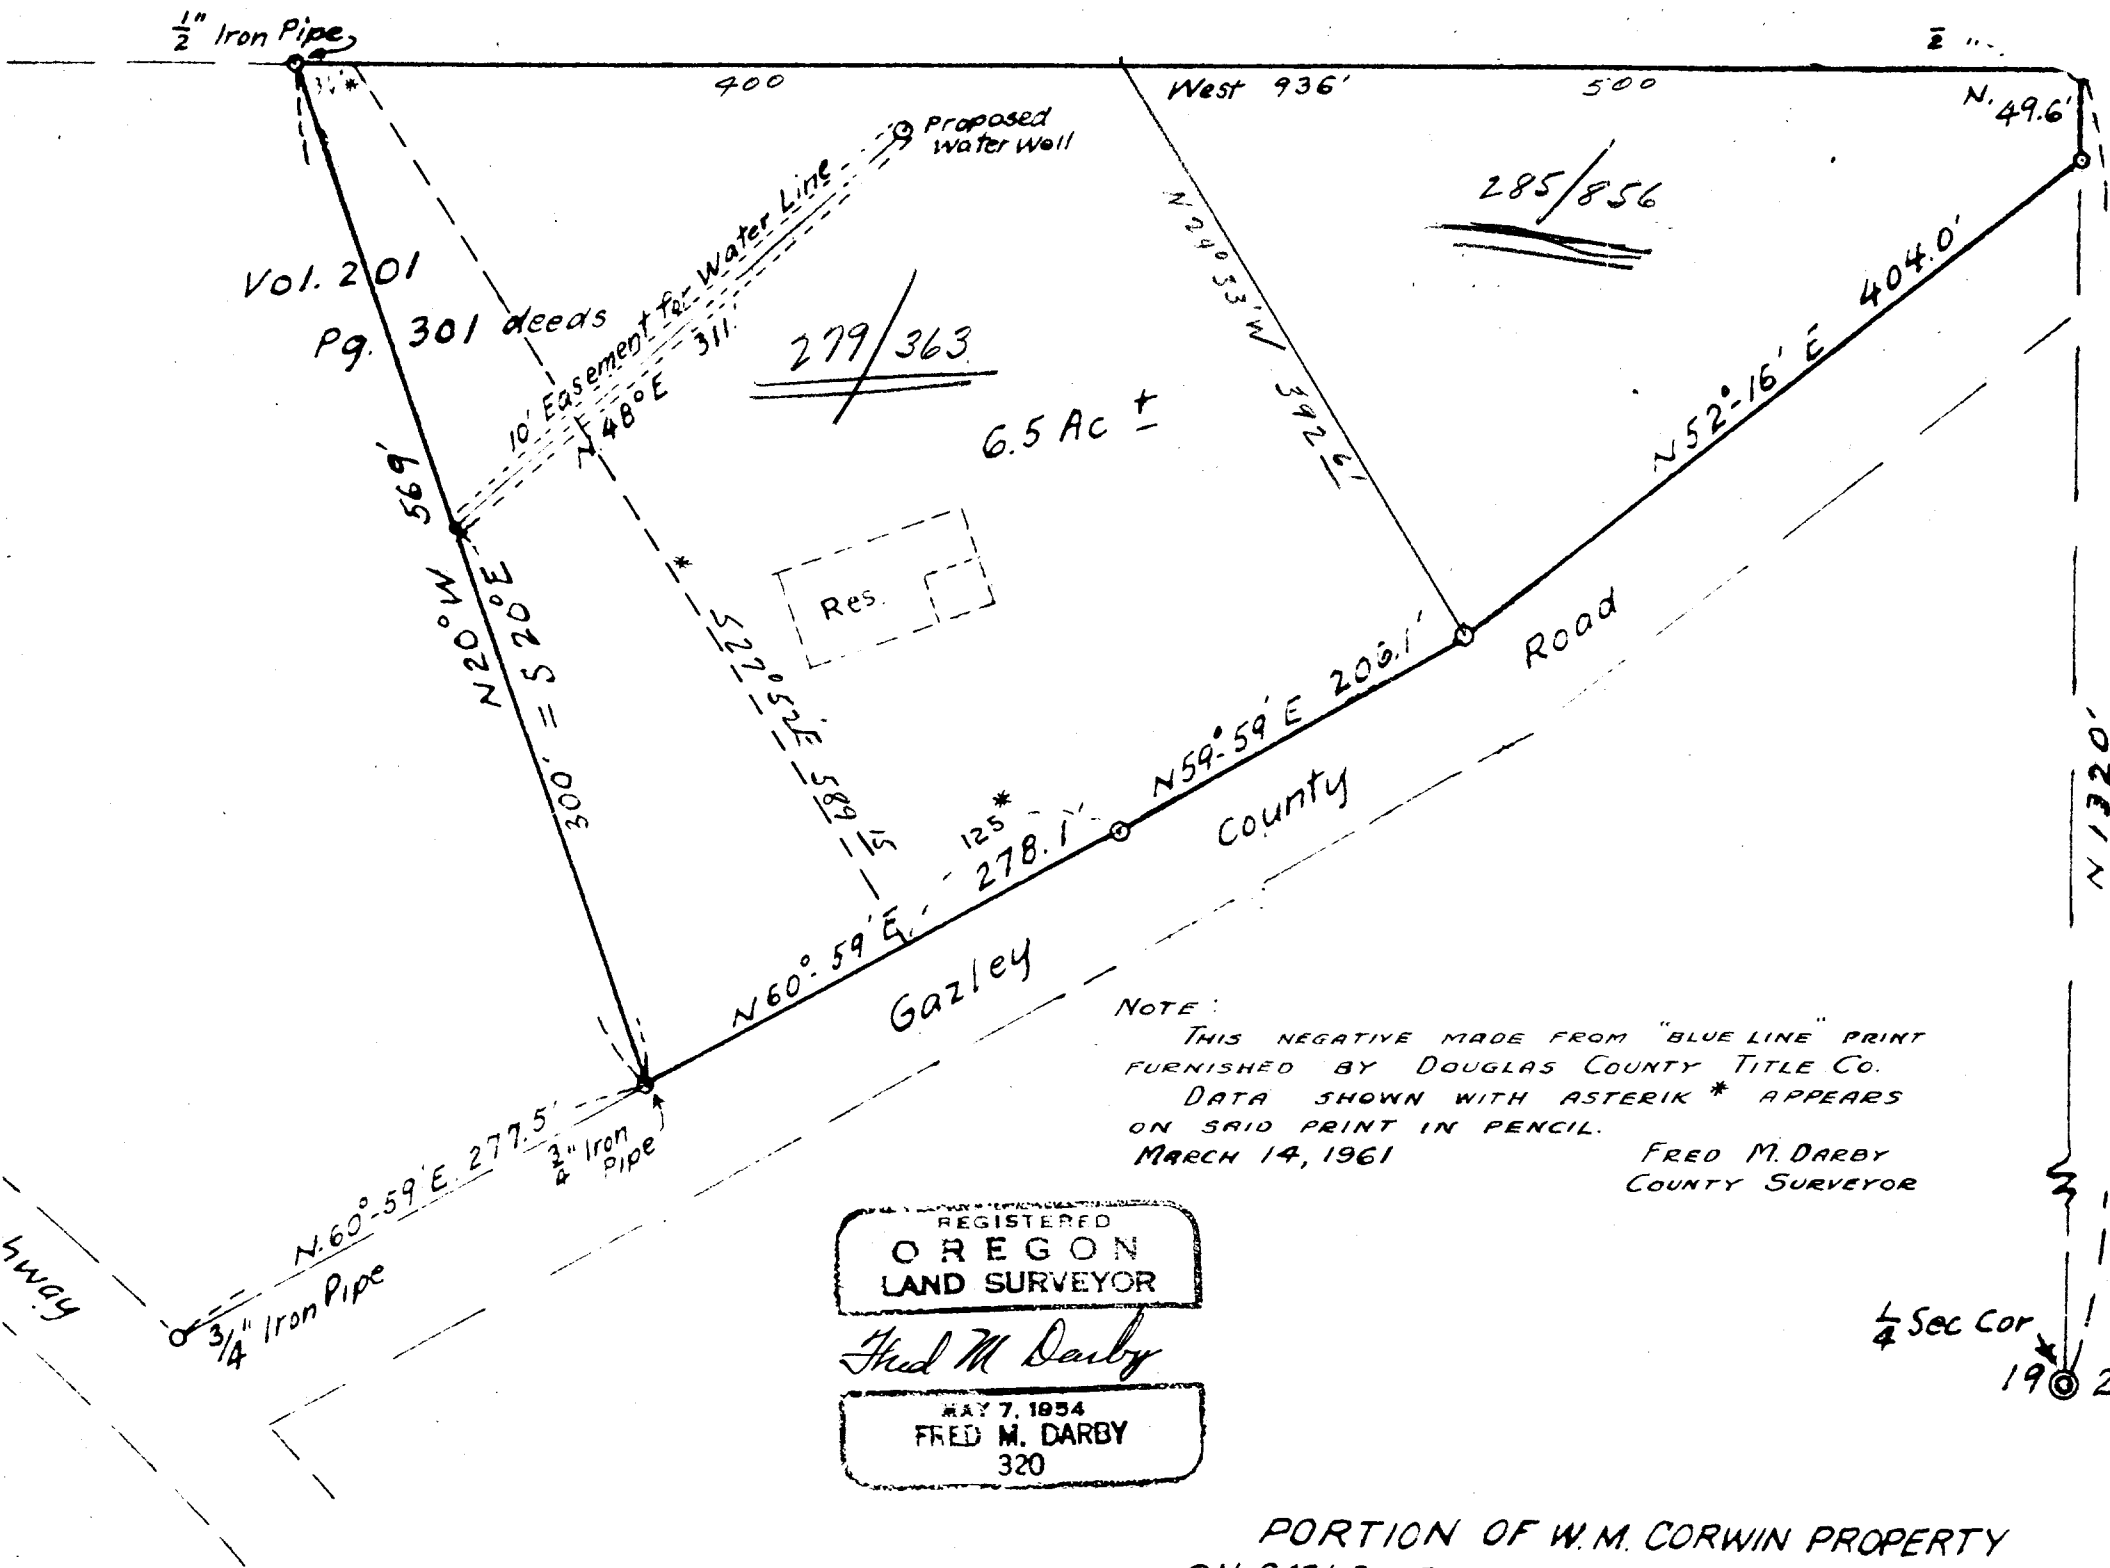 1/2" Iron Pipe
400
West 936'
500
N. 49.6'
Proposed
Water Well
285/856
N 24° 33' W 392.6'
404.0'
N 52°-16' E
Vol. 201
Pg. 301 deeds
10' Easement for Water Line
N. 48° E 311.'
279/363
6.5 Ac ±
569'
N 20° W
300.' = S 20° E
*
Res.
S 27° 52' E 589.5
N 59°-59' E 206.1'
125*
278.1'
N 60°-59' E
Gazley County Road
N 1320'
NOTE:
THIS NEGATIVE MADE FROM "BLUE LINE" PRINT
FURNISHED BY DOUGLAS COUNTY TITLE CO.
DATA SHOWN WITH ASTERIK * APPEARS
ON SAID PRINT IN PENCIL.
MARCH 14, 1961
FRED M. DARBY
COUNTY SURVEYOR
N. 60°-59' E. 277.5'
3/4" Iron
Pipe
3/4" Iron Pipe
hway
REGISTERED
OREGON
LAND SURVEYOR
Fred M Darby
MAY 7, 1954
FRED M. DARBY
320
1/4 Sec Cor
19 2
PORTION OF W.M. CORWIN PROPERTY